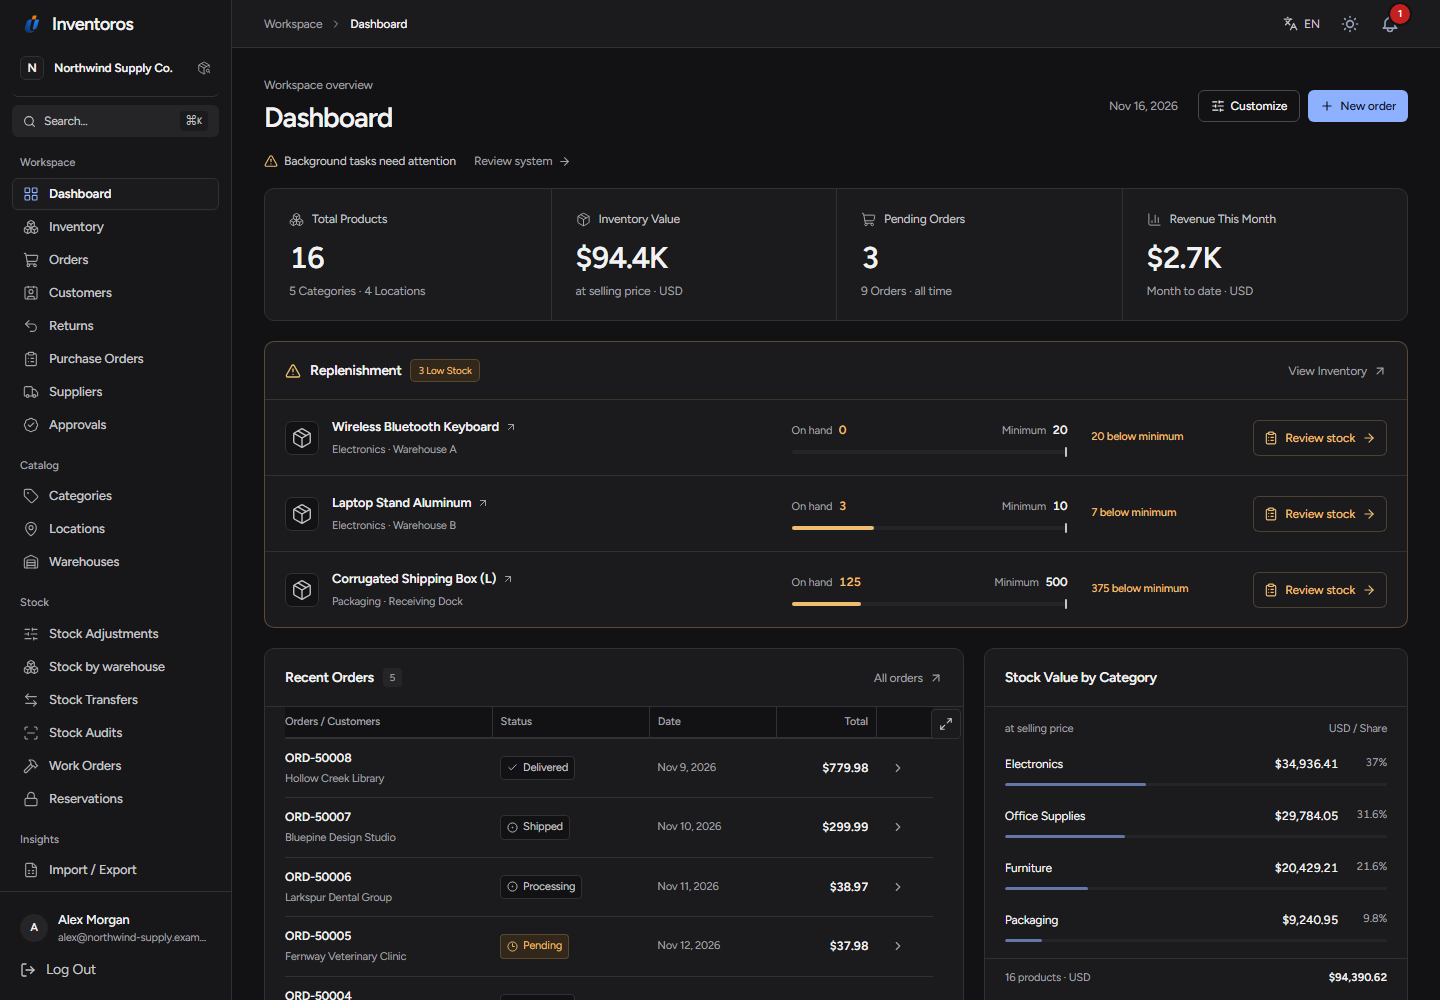 Inventoros
N Northwind Supply Co.
Search... ⌘K
Workspace
Dashboard
Inventory
Orders
Customers
Returns
Purchase Orders
Suppliers
Approvals
Catalog
Categories
Locations
Warehouses
Stock
Stock Adjustments
Stock by warehouse
Stock Transfers
Stock Audits
Work Orders
Reservations
Insights
Import / Export
A Alex Morgan
alex@northwind-supply.exam...
Log Out
Workspace > Dashboard
EN 1
Workspace overview
Dashboard
Nov 16, 2026 Customize + New order
Background tasks need attention Review system →
Total Products
16
5 Categories · 4 Locations
Inventory Value
$94.4K
at selling price · USD
Pending Orders
3
9 Orders · all time
Revenue This Month
$2.7K
Month to date · USD
Replenishment 3 Low Stock View Inventory
Wireless Bluetooth Keyboard
Electronics · Warehouse A
On hand 0 Minimum 20 20 below minimum Review stock →
Laptop Stand Aluminum
Electronics · Warehouse B
On hand 3 Minimum 10 7 below minimum Review stock →
Corrugated Shipping Box (L)
Packaging · Receiving Dock
On hand 125 Minimum 500 375 below minimum Review stock →
Recent Orders 5 All orders
Orders / Customers Status Date Total
ORD-50008
Hollow Creek Library
Delivered Nov 9, 2026 $779.98
ORD-50007
Bluepine Design Studio
Shipped Nov 10, 2026 $299.99
ORD-50006
Larkspur Dental Group
Processing Nov 11, 2026 $38.97
ORD-50005
Fernway Veterinary Clinic
Pending Nov 12, 2026 $37.98
ORD-50004
Stock Value by Category
at selling price USD / Share
Electronics $34,936.41 37%
Office Supplies $29,784.05 31.6%
Furniture $20,429.21 21.6%
Packaging $9,240.95 9.8%
16 products · USD $94,390.62